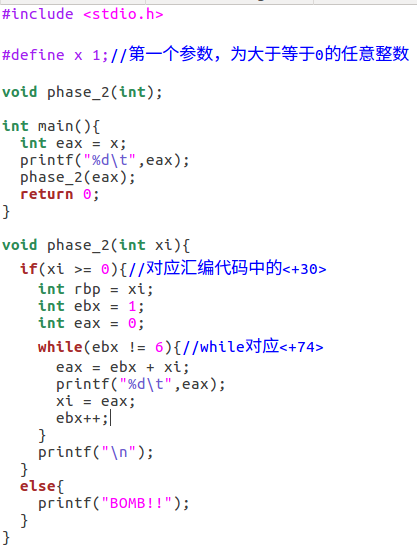 #include <stdio.h>
#define x 1;//第一个参数，为大于等于0的任意整数
void phase_2(int);
int main(){
int eax = x;
printf("%d\t",eax);
phase_2(eax);
return 0;
}
void phase_2(int xi){
if(xi >= 0){//对应汇编代码中的<+30>
int rbp = xi;
int ebx = 1;
int eax = 0;
while(ebx != 6){//while对应<+74>
eax = ebx + xi;
printf("%d\t",eax);
xi = eax;
ebx++;
}
printf("\n");
}
else{
printf("BOMB!!");
}
}